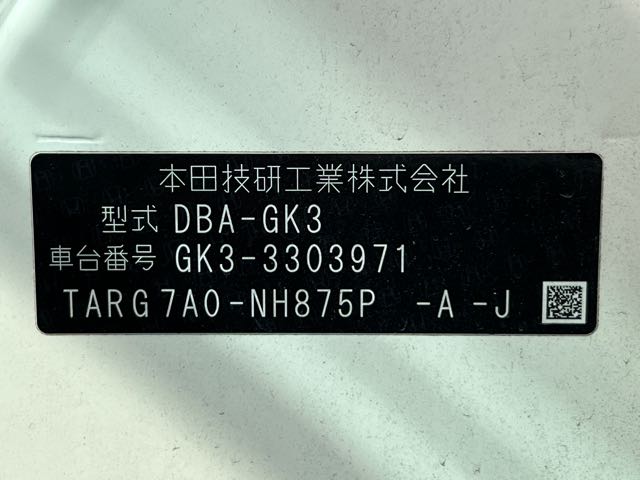 本田技研工業株式会社
型式 DBA-GK3
車台番号 GK3-3303971
TARG7A0-NH875P -A -J